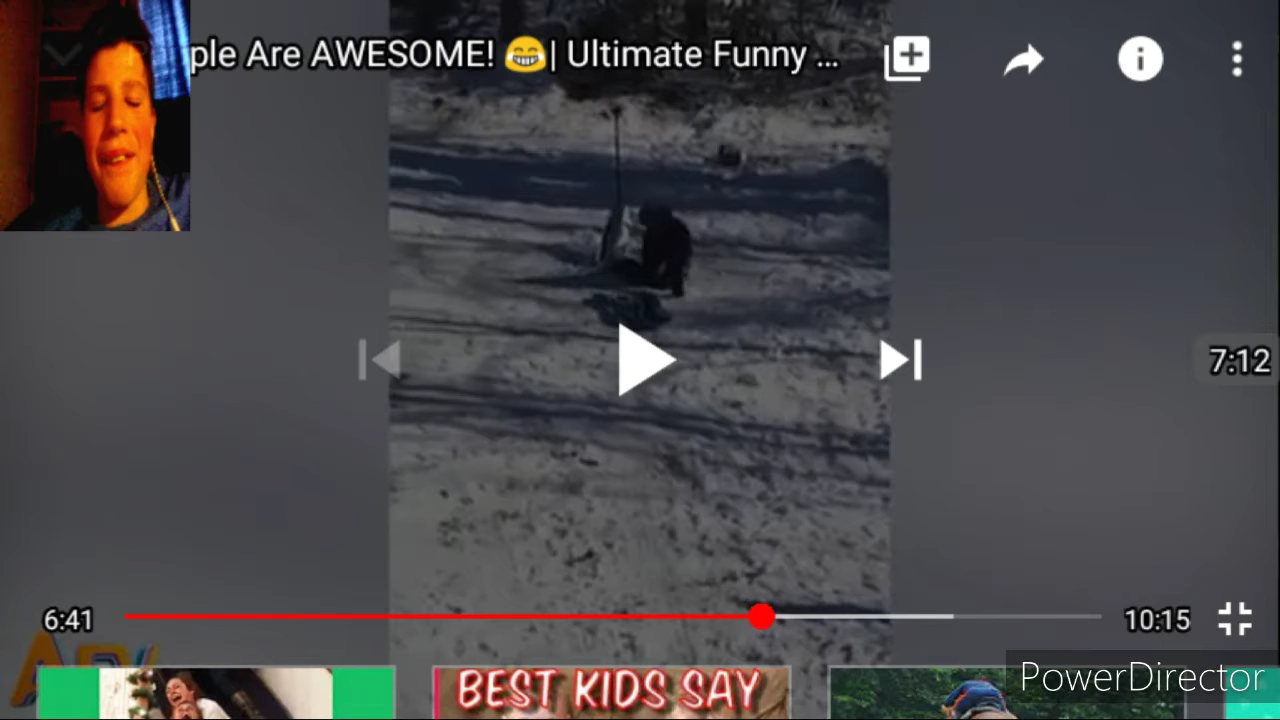 ple Are AWESOME! 😂| Ultimate Funny ...
7:12
6:41
10:15
BEST KIDS SAY
PowerDirector